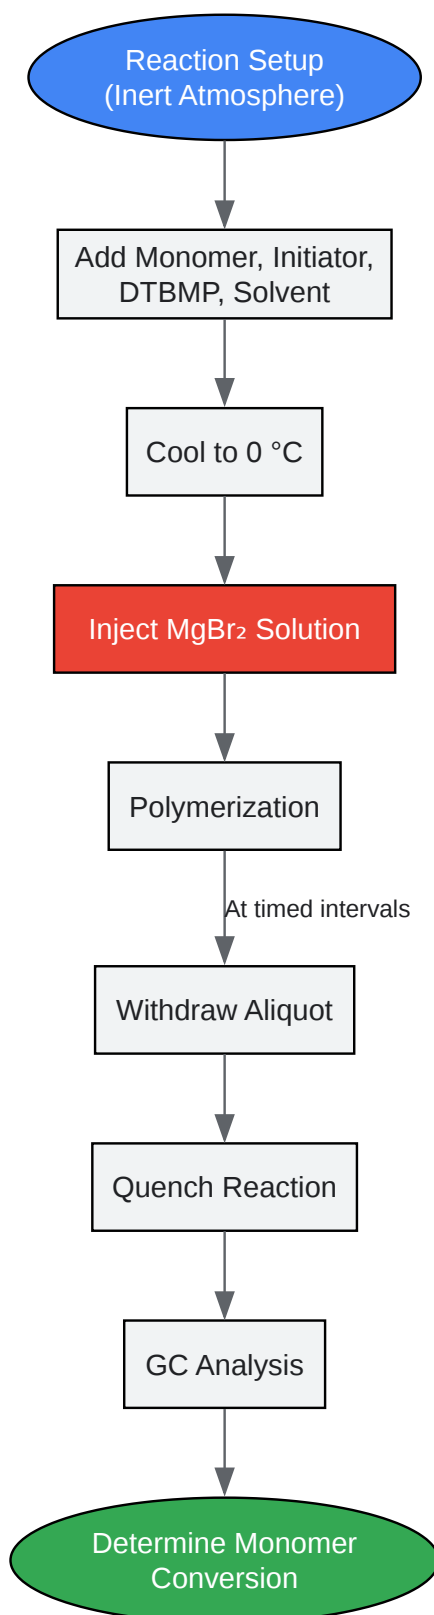 Reaction Setup
(Inert Atmosphere)
Add Monomer, Initiator,
DTBMP, Solvent
Cool to 0 °C
Inject MgBr₂ Solution
Polymerization
At timed intervals
Withdraw Aliquot
Quench Reaction
GC Analysis
Determine Monomer
Conversion